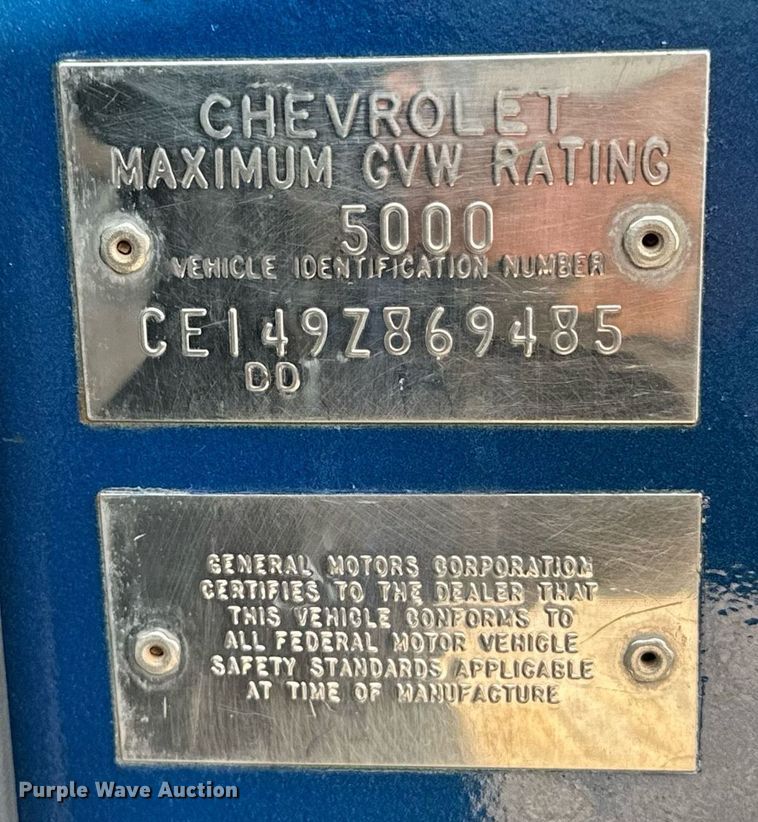 CHEVROLET
MAXIMUM GVW RATING
5000
VEHICLE IDENTIFICATION NUMBER
CE149Z869485
DD
GENERAL MOTORS CORPORATION
CERTIFIES TO THE DEALER THAT
THIS VEHICLE CONFORMS TO
ALL FEDERAL MOTOR VEHICLE
SAFETY STANDARDS APPLICABLE
AT TIME OF MANUFACTURE
Purple Wave Auction